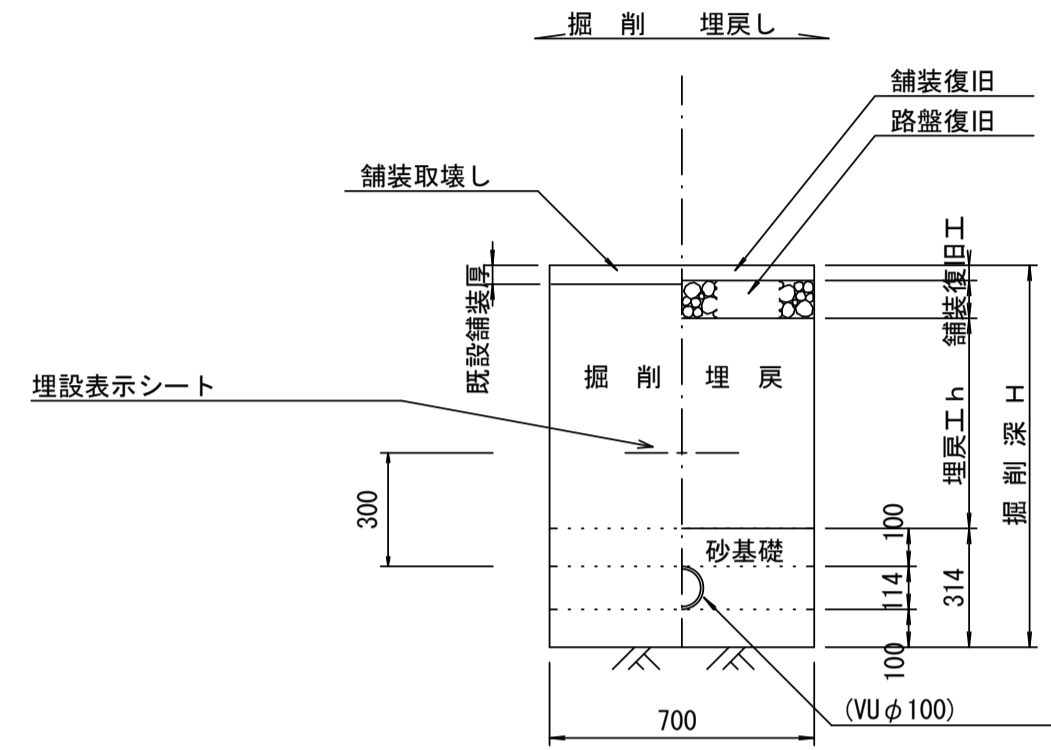 掘 削 埋戻し
舗装復旧
路盤復旧
舗装取壊し
既設舗装厚
舗装復旧工
掘 削 埋 戻
埋設表示シート
埋戻工h
掘削深 H
300
砂基礎
100
114
314
100
(VUφ100)
700